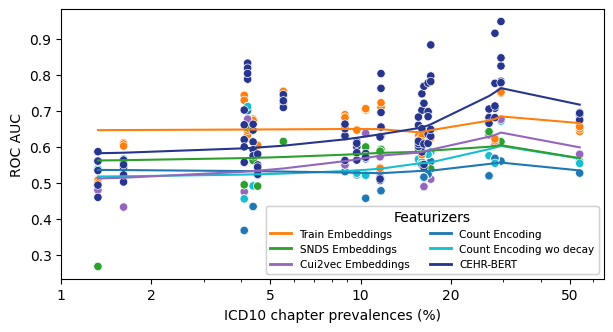 0.9
0.8
0.7
0.6
0.5
0.4
0.3
ROC AUC
Featurizers
Train Embeddings
SNDS Embeddings
Cui2vec Embeddings
Count Encoding
Count Encoding wo decay
CEHR-BERT
1 2 5 10 20 50
ICD10 chapter prevalences (%)